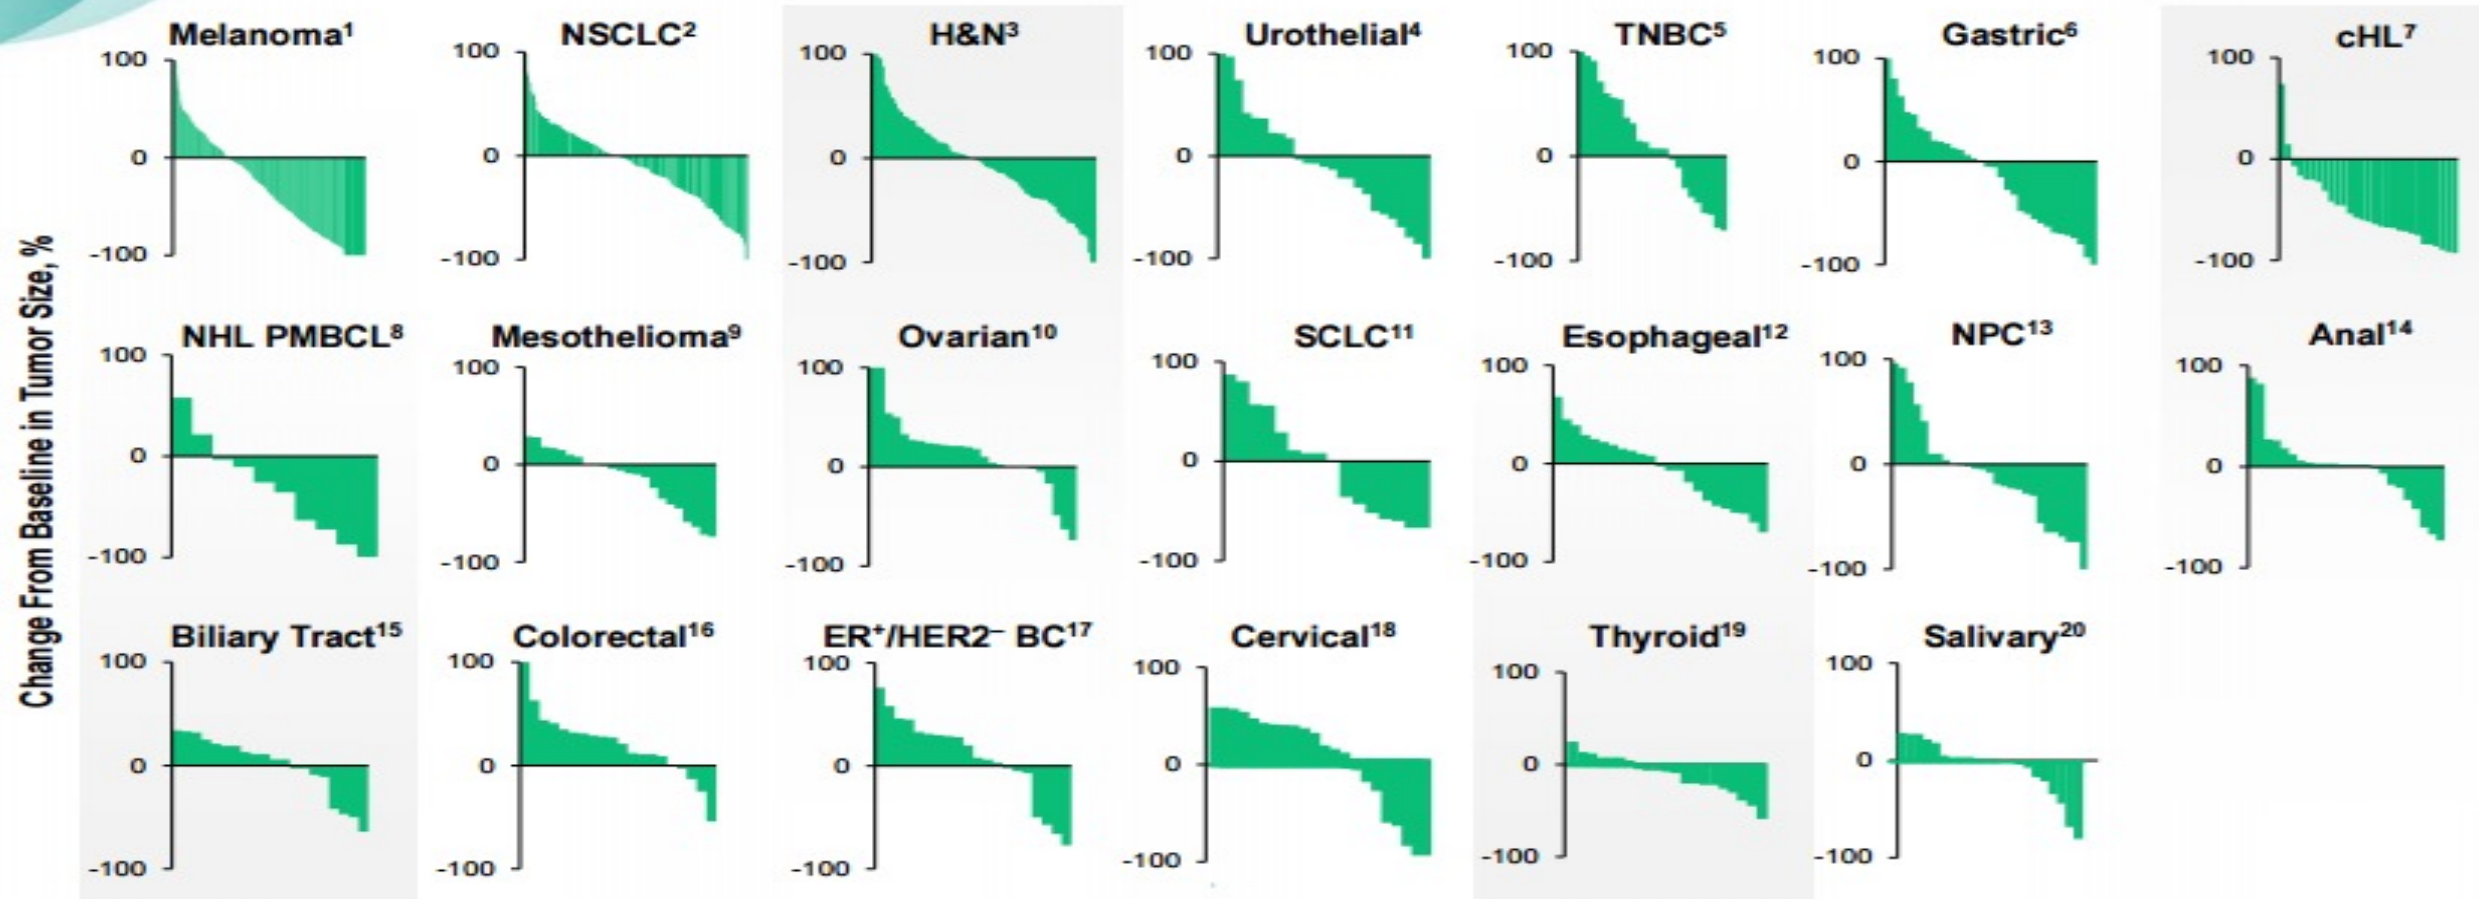 Change From Baseline in Tumor Size, %
Melanoma¹
100
0
-100
NSCLC²
100
0
-100
H&N³
100
0
-100
Urothelial⁴
100
0
-100
TNBC⁵
100
0
-100
Gastric⁶
100
0
-100
cHL⁷
100
0
-100
NHL PMBCL⁸
100
0
-100
Mesothelioma⁹
100
0
-100
Ovarian¹⁰
100
0
-100
SCLC¹¹
100
0
-100
Esophageal¹²
100
0
-100
NPC¹³
100
0
-100
Anal¹⁴
100
0
-100
Biliary Tract¹⁵
100
0
-100
Colorectal¹⁶
100
0
-100
ER⁺/HER2⁻ BC¹⁷
100
0
-100
Cervical¹⁸
100
0
-100
Thyroid¹⁹
100
0
-100
Salivary²⁰
100
0
-100